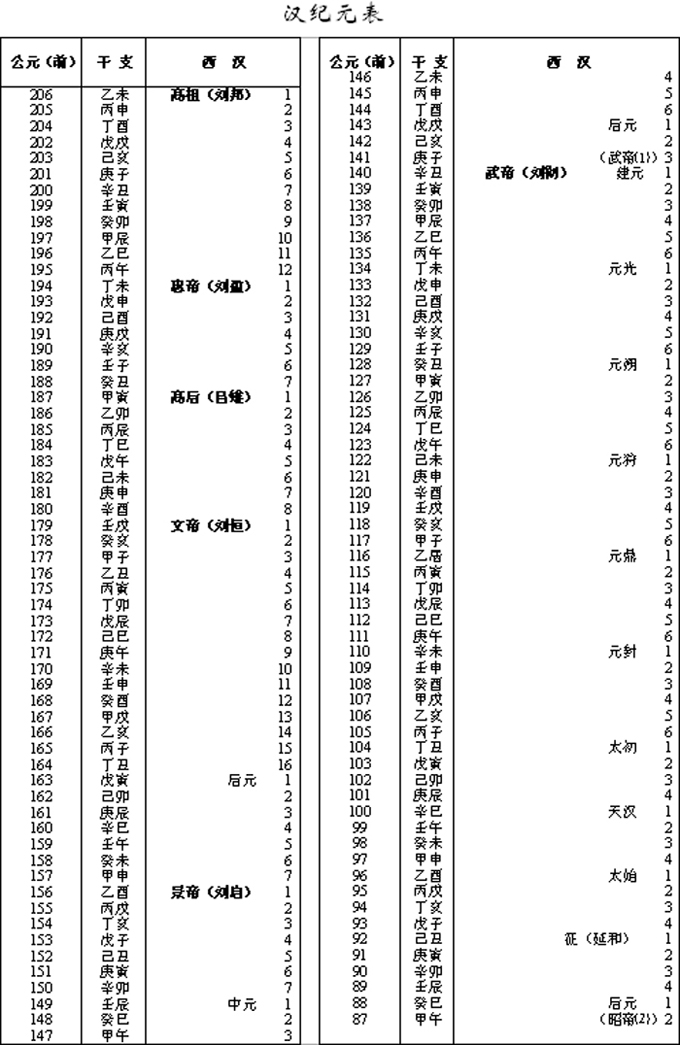 汉纪元表
公元（前） 干支 西汉
206 乙未 高祖（刘邦） 1
205 丙申 2
204 丁酉 3
202 戊戌 4
203 己亥 5
201 庚子 6
200 辛丑 7
199 壬寅 8
198 癸卯 9
197 甲辰 10
196 乙巳 11
195 丙午 12
194 丁未 惠帝（刘盈） 1
193 戊申 2
192 己酉 3
191 庚戌 4
190 辛亥 5
189 壬子 6
188 癸丑 7
187 甲寅 高后（吕雉） 1
186 乙卯 2
185 丙辰 3
184 丁巳 4
183 戊午 5
182 己未 6
181 庚申 7
180 辛酉 8
179 壬戌 文帝（刘恒） 1
178 癸亥 2
177 甲子 3
176 乙丑 4
175 丙寅 5
174 丁卯 6
173 戊辰 7
172 己巳 8
171 庚午 9
170 辛未 10
169 壬申 11
168 癸酉 12
167 甲戌 13
166 乙亥 14
165 丙子 15
164 丁丑 16
163 戊寅 后元 1
162 己卯 2
161 庚辰 3
160 辛巳 4
159 壬午 5
158 癸未 6
157 甲申 7
156 乙酉 景帝（刘启） 1
155 丙戌 2
154 丁亥 3
153 戊子 4
152 己丑 5
151 庚寅 6
150 辛卯 7
149 壬辰 中元 1
148 癸巳 2
147 甲午 3
公元（前） 干支 西汉
146 乙未 4
145 丙申 5
144 丁酉 6
143 戊戌 后元 1
142 己亥 2
141 庚子 （武帝{1}） 3
140 辛丑 武帝（刘彻） 建元 1
139 壬寅 2
138 癸卯 3
137 甲辰 4
136 乙巳 5
135 丙午 6
134 丁未 元光 1
133 戊申 2
132 己酉 3
131 庚戌 4
130 辛亥 5
129 壬子 6
128 癸丑 元朔 1
127 甲寅 2
126 乙卯 3
125 丙辰 4
124 丁巳 5
123 戊午 6
122 己未 元狩 1
121 庚申 2
120 辛酉 3
119 壬戌 4
118 癸亥 5
117 甲子 6
116 乙 元鼎 1
115 丙寅 2
114 丁卯 3
113 戊辰 4
112 己巳 5
111 庚午 6
110 辛未 元封 1
109 壬申 2
108 癸酉 3
107 甲戌 4
106 乙亥 5
105 丙子 6
104 丁丑 太初 1
103 戊寅 2
102 己卯 3
101 庚辰 4
100 辛巳 天汉 1
99 壬午 2
98 癸未 3
97 甲申 4
96 乙酉 太始 1
95 丙戌 2
94 丁亥 3
93 戊子 4
92 己丑 征（延和） 1
91 庚寅 2
90 辛卯 3
89 壬辰 4
88 癸巳 后元 1
87 甲午 （昭帝{2}） 2